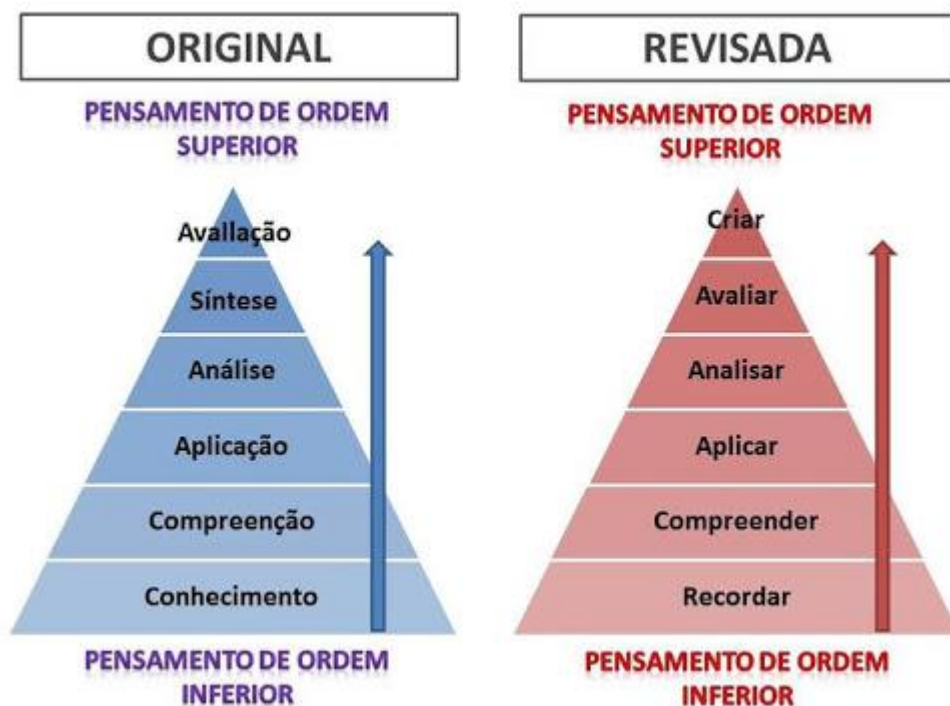 ORIGINAL
PENSAMENTO DE ORDEM
SUPERIOR
Avallação
Síntese
Análise
Aplicação
Compreenção
Conhecimento
PENSAMENTO DE ORDEM
INFERIOR
REVISADA
PENSAMENTO DE ORDEM
SUPERIOR
Criar
Avaliar
Analisar
Aplicar
Compreender
Recordar
PENSAMENTO DE ORDEM
INFERIOR